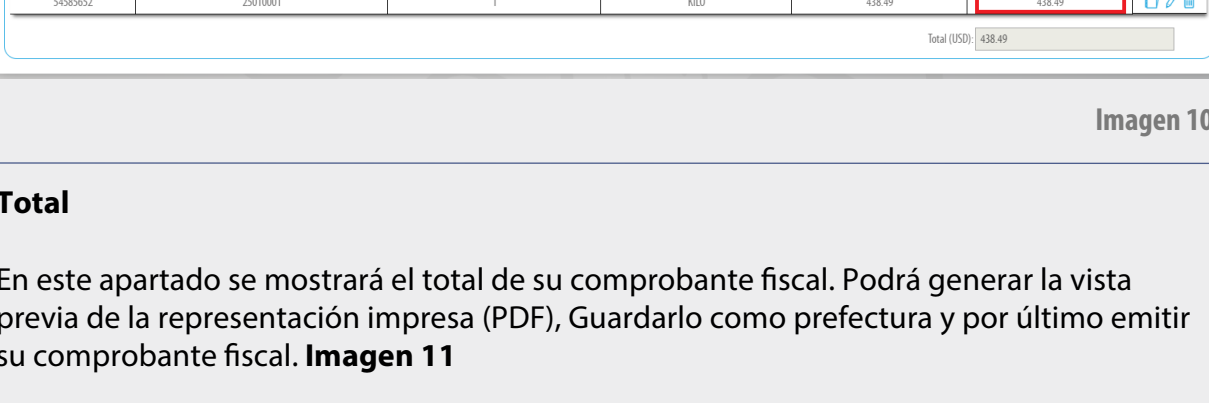 54585652 25010001 1 KILO 438.49 438.49
Total (USD): 438.49
Imagen 10
Total
En este apartado se mostrará el total de su comprobante fiscal. Podrá generar la vista
previa de la representación impresa (PDF), Guardarlo como prefectura y por último emitir
su comprobante fiscal. Imagen 11